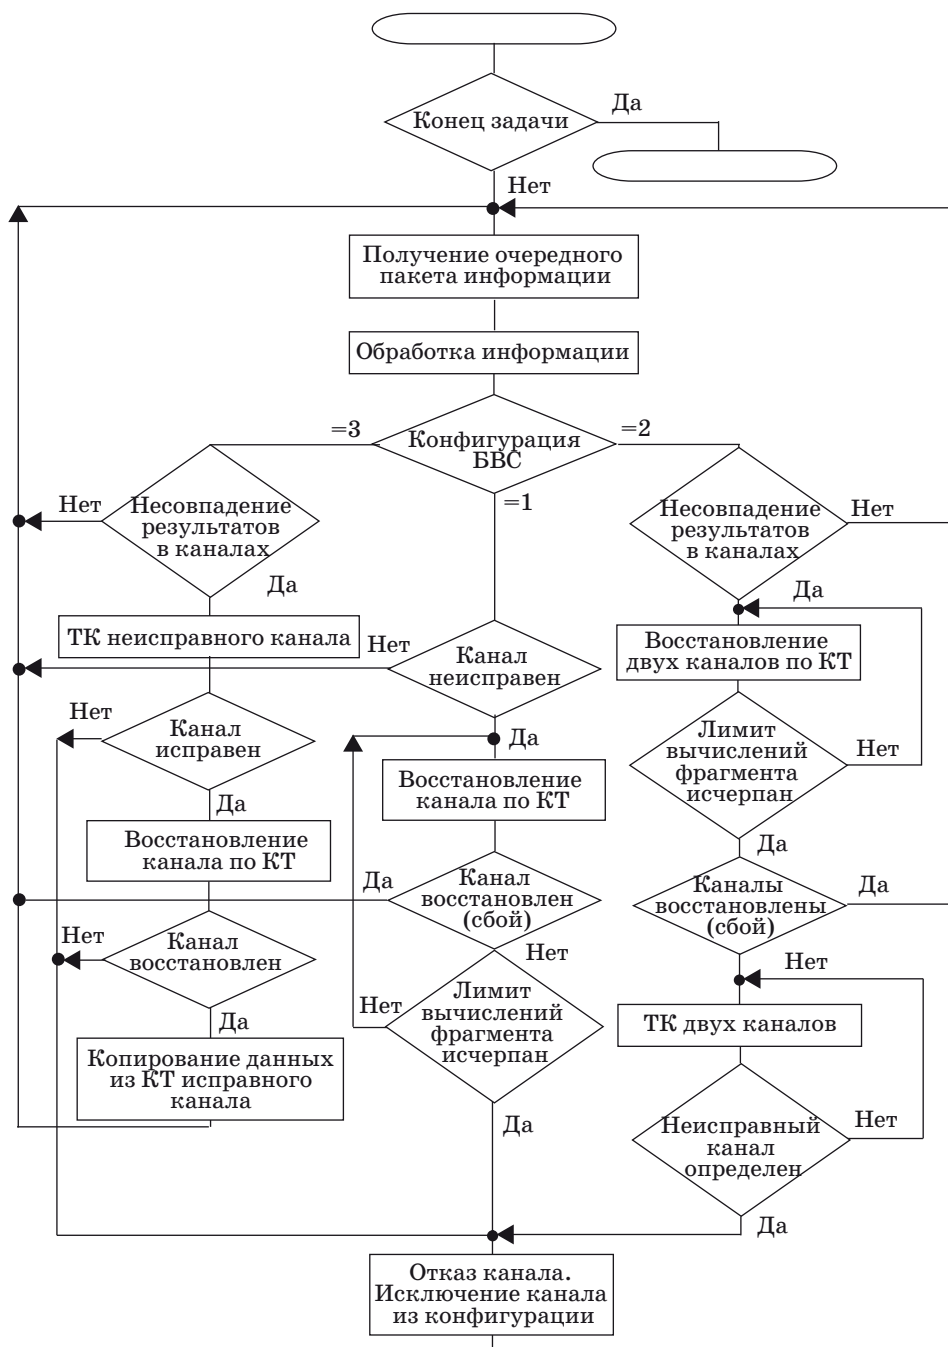 Да
Конец задачи
Нет
Получение очередного
пакета информации
Обработка информации
=3
Конфигурация
БВС
=2
=1
Нет
Несовпадение
результатов
в каналах
Да
ТК неисправного канала
Нет
Канал
исправен
Да
Восстановление
канала по КТ
Нет
Канал
восстановлен
Да
Копирование данных
из КТ исправного
канала
Нет
Канал
неисправен
Да
Восстановление
канала по КТ
Да
Канал
восстановлен
(сбой)
Нет
Нет
Лимит
вычислений
фрагмента
исчерпан
Да
Несовпадение
результатов
в каналах
Нет
Да
Восстановление
двух каналов по КТ
Лимит
вычислений
фрагмента
исчерпан
Нет
Да
Каналы
восстановлены
(сбой)
Да
Нет
ТК двух каналов
Неисправный
канал
определен
Нет
Да
Отказ канала.
Исключение канала
из конфигурации